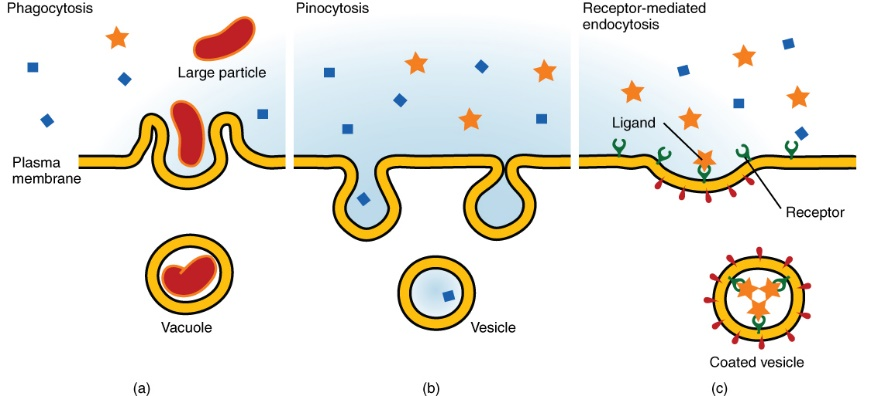 Phagocytosis
Large particle
Plasma
membrane
Vacuole
(a)
Pinocytosis
Vesicle
(b)
Receptor-mediated
endocytosis
Ligand
Receptor
Coated vesicle
(c)